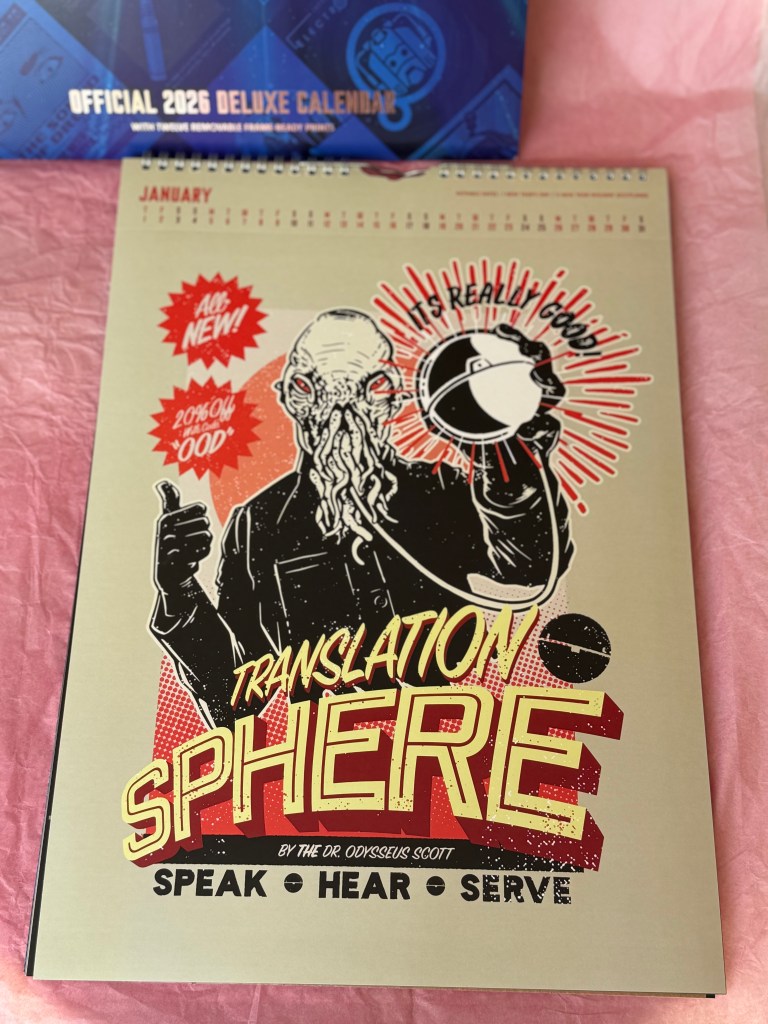 ELECTRO
OFFICIAL 2026 DELUXE CALENDAR
WITH TWELVE REMOVABLE FRAME-READY PRINTS
JANUARY
T F S S M T W T F S S M T W T F S S M T W T F S S M T W T F S
1 2 3 4 5 6 7 8 9 10 11 12 13 14 15 16 17 18 19 20 21 22 23 24 25 26 27 28 29 30 31
ALL
NEW!
20% Off
With Code
"OOD"
IT'S REALLY GOOD!
TRANSLATION
SPHERE
BY THE DR. ODYSSEUS SCOTT
SPEAK HEAR SERVE